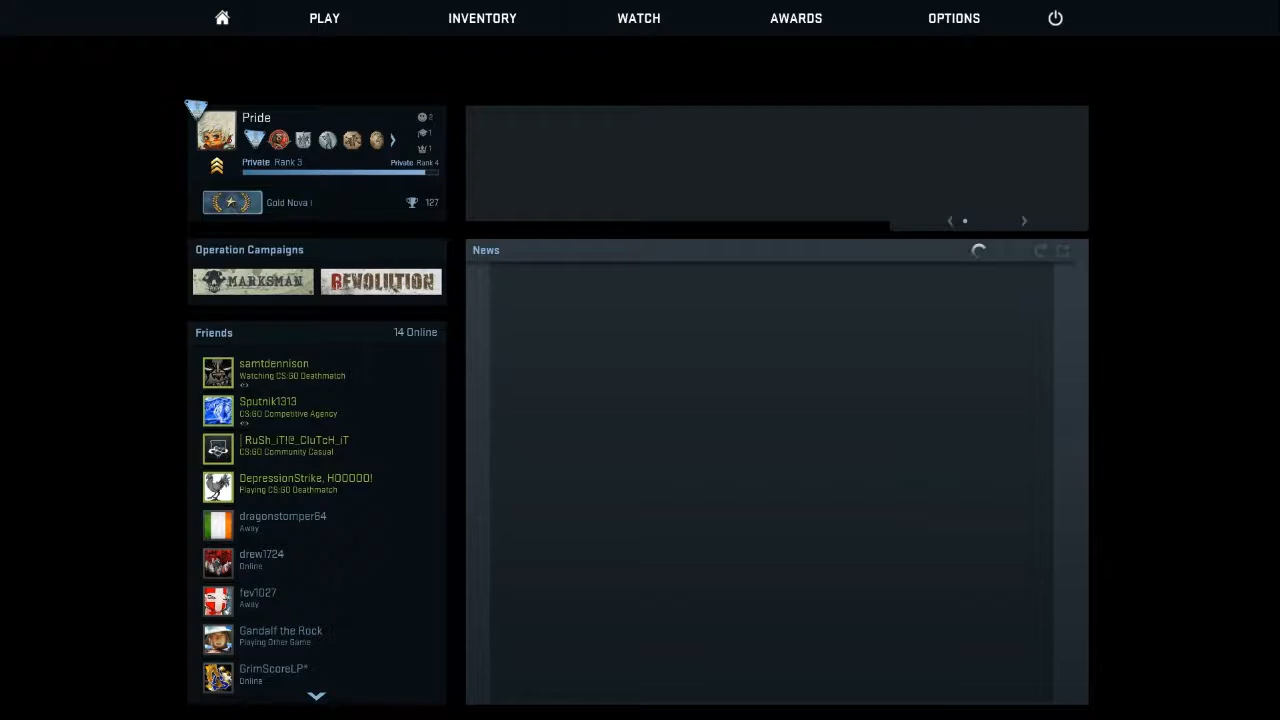 PLAY
INVENTORY
WATCH
AWARDS
OPTIONS
Pride
2
1
1
Private Rank 3
Private Rank 4
Gold Nova I
127
Operation Campaigns
MARKSMAN
REVOLUTION
News
Friends
14 Online
samtdennison
Watching CS:GO Deathmatch
Sputnik1313
CS:GO Competitive Agency
| RuSh_iT!@_CluTcH_iT
CS:GO Community Casual
DepressionStrike, HOOOOO!
Playing CS:GO Deathmatch
dragonstomper64
Away
drew1724
Online
fev1027
Away
Gandalf the Rock
Playing Other Game
GrimScoreLP*
Online